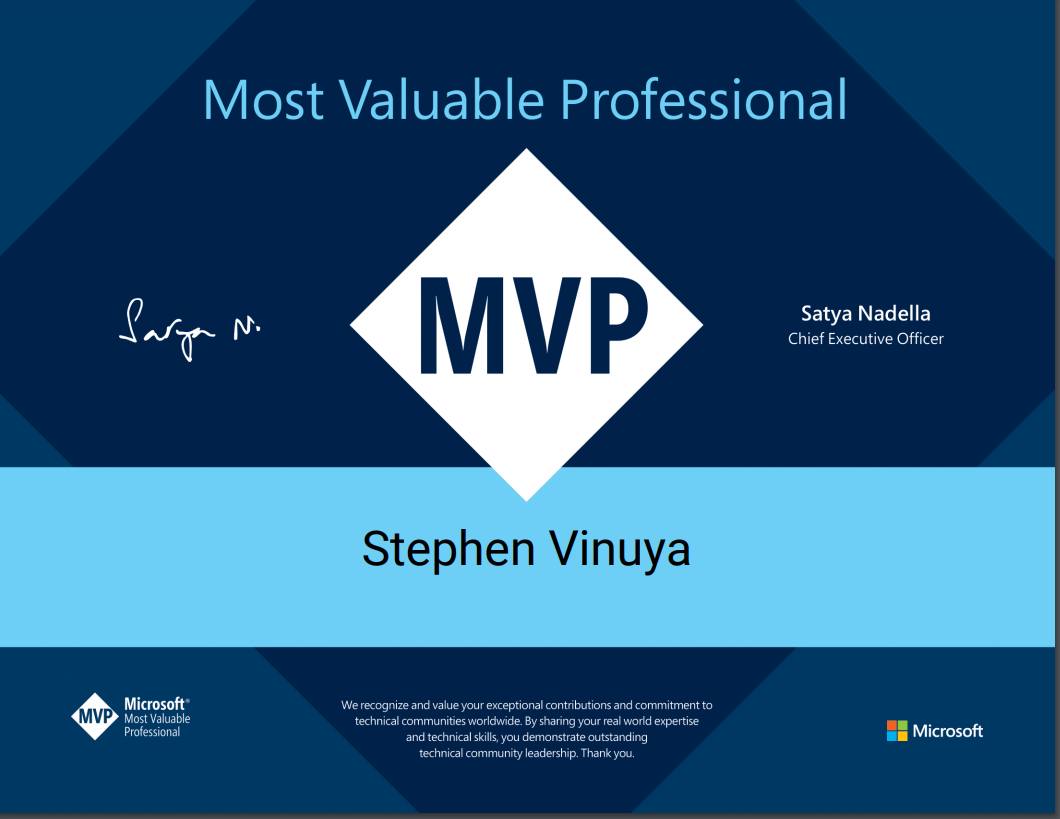 Most Valuable Professional
MVP
Satya N.
Satya Nadella
Chief Executive Officer
Stephen Vinuya
MVP
Microsoft®
Most Valuable
Professional
We recognize and value your exceptional contributions and commitment to
technical communities worldwide. By sharing your real world expertise
and technical skills, you demonstrate outstanding
technical community leadership. Thank you.
Microsoft